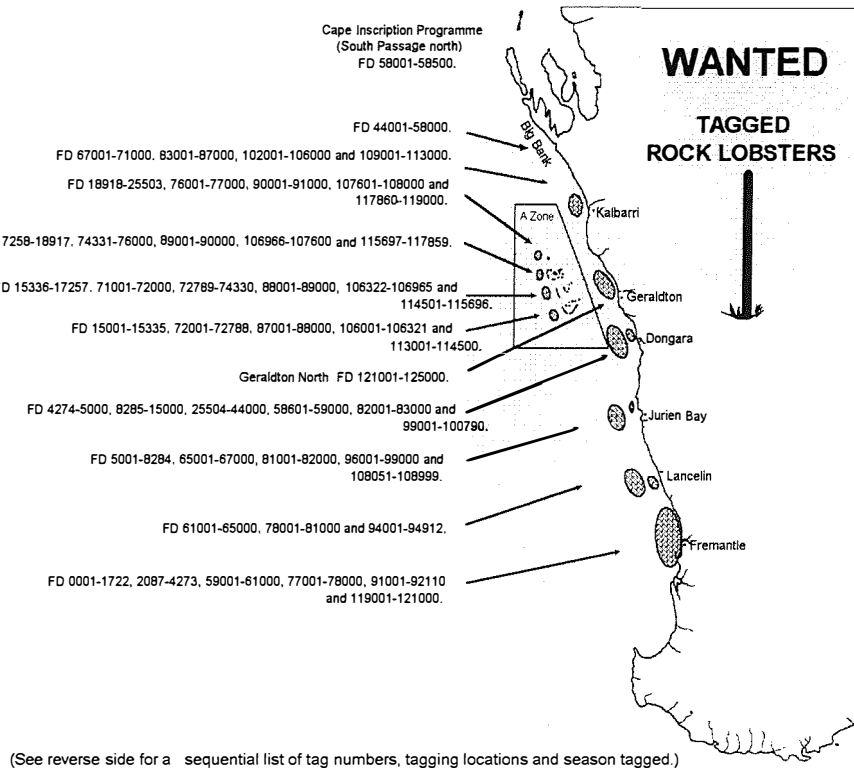 Cape Inscription Programme
(South Passage north)
FD 58001-58500.
WANTED
TAGGED
ROCK LOBSTERS
FD 44001-58000.
Big Bank
FD 67001-71000. 83001-87000, 102001-106000 and 109001-113000.
FD 18918-25503, 76001-77000, 90001-91000, 107601-108000 and
117860-119000.
A Zone
Kalbarri
7258-18917. 74331-76000, 89001-90000, 106966-107600 and 115697-117859.
D 15336-17257. 71001-72000, 72789-74330, 88001-89000, 106322-106965 and
114501-115696.
Geraldton
FD 15001-15335, 72001-72788, 87001-88000, 106001-106321 and
113001-114500.
Dongara
Geraldton North FD 121001-125000.
FD 4274-5000, 8285-15000, 25504-44000, 58601-59000, 82001-83000 and
99001-100790.
Jurien Bay
FD 5001-8284, 65001-67000, 81001-82000, 96001-99000 and
108051-108999.
Lancelin
FD 61001-65000, 78001-81000 and 94001-94912.
Fremantle
FD 0001-1722, 2087-4273, 59001-61000, 77001-78000, 91001-92110
and 119001-121000.
(See reverse side for a sequential list of tag numbers, tagging locations and season tagged.)